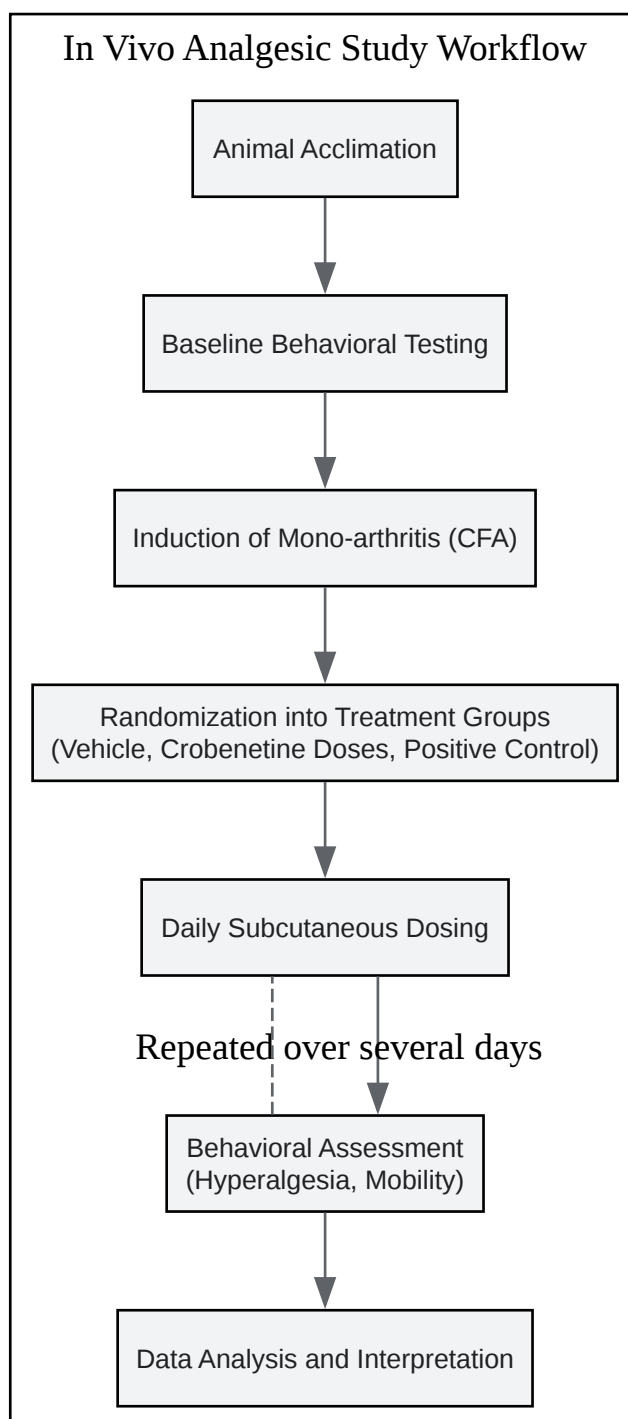 In Vivo Analgesic Study Workflow
Animal Acclimation
Baseline Behavioral Testing
Induction of Mono-arthritis (CFA)
Randomization into Treatment Groups
(Vehicle, Crobenetine Doses, Positive Control)
Daily Subcutaneous Dosing
Repeated over several days
Behavioral Assessment
(Hyperalgesia, Mobility)
Data Analysis and Interpretation